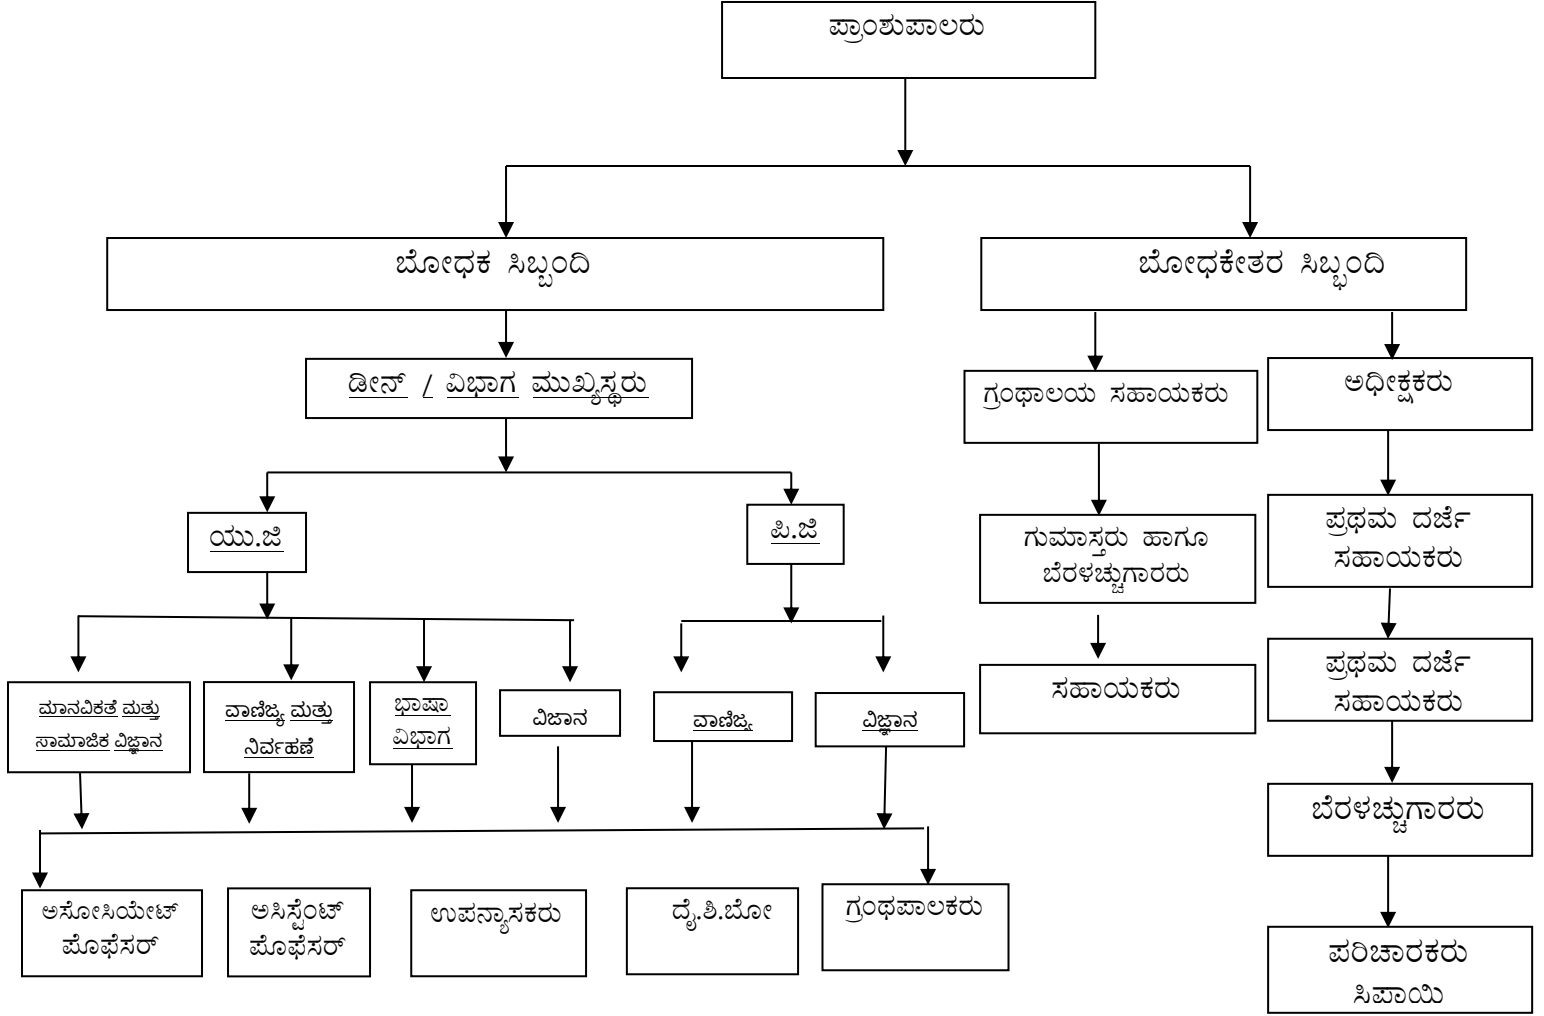 ಪ್ರಾಂಶುಪಾಲರು
ಬೋಧಕ ಸಿಬ್ಬಂದಿ
ಬೋಧಕೇತರ ಸಿಬ್ಭಂದಿ
ಡೀನ್ / ವಿಭಾಗ ಮುಖ್ಯಸ್ಥರು
ಗ್ರಂಥಾಲಯ ಸಹಾಯಕರು
ಅಧೀಕ್ಷಕರು
ಯು.ಜಿ
ಪಿ.ಜಿ
ಗುಮಾಸ್ತರು ಹಾಗೂ
ಬೆರಳಚ್ಚುಗಾರರು
ಪ್ರಥಮ ದರ್ಜೆ
ಸಹಾಯಕರು
ಮಾನವಿಕತೆ ಮತ್ತು
ಸಾಮಾಜಿಕ ವಿಜ್ಞಾನ
ವಾಣಿಜ್ಯ ಮತ್ತು
ನಿರ್ವಹಣೆ
ಭಾಷಾ
ವಿಭಾಗ
ವಿಜಾನ
ವಾಣಿಜ್ಯ
ವಿಜ್ಞಾನ
ಸಹಾಯಕರು
ಪ್ರಥಮ ದರ್ಜೆ
ಸಹಾಯಕರು
ಬೆರಳಚ್ಚುಗಾರರು
ಅಸೋಸಿಯೇಟ್
ಪೊಫೆಸರ್
ಅಸಿಸ್ಟೆಂಟ್
ಪೊಫೆಸರ್
ಉಪನ್ಯಾಸಕರು
ದೈ.ಶಿ.ಬೋ
ಗ್ರಂಥಪಾಲಕರು
ಪರಿಚಾರಕರು
ಸಿಪಾಯಿ